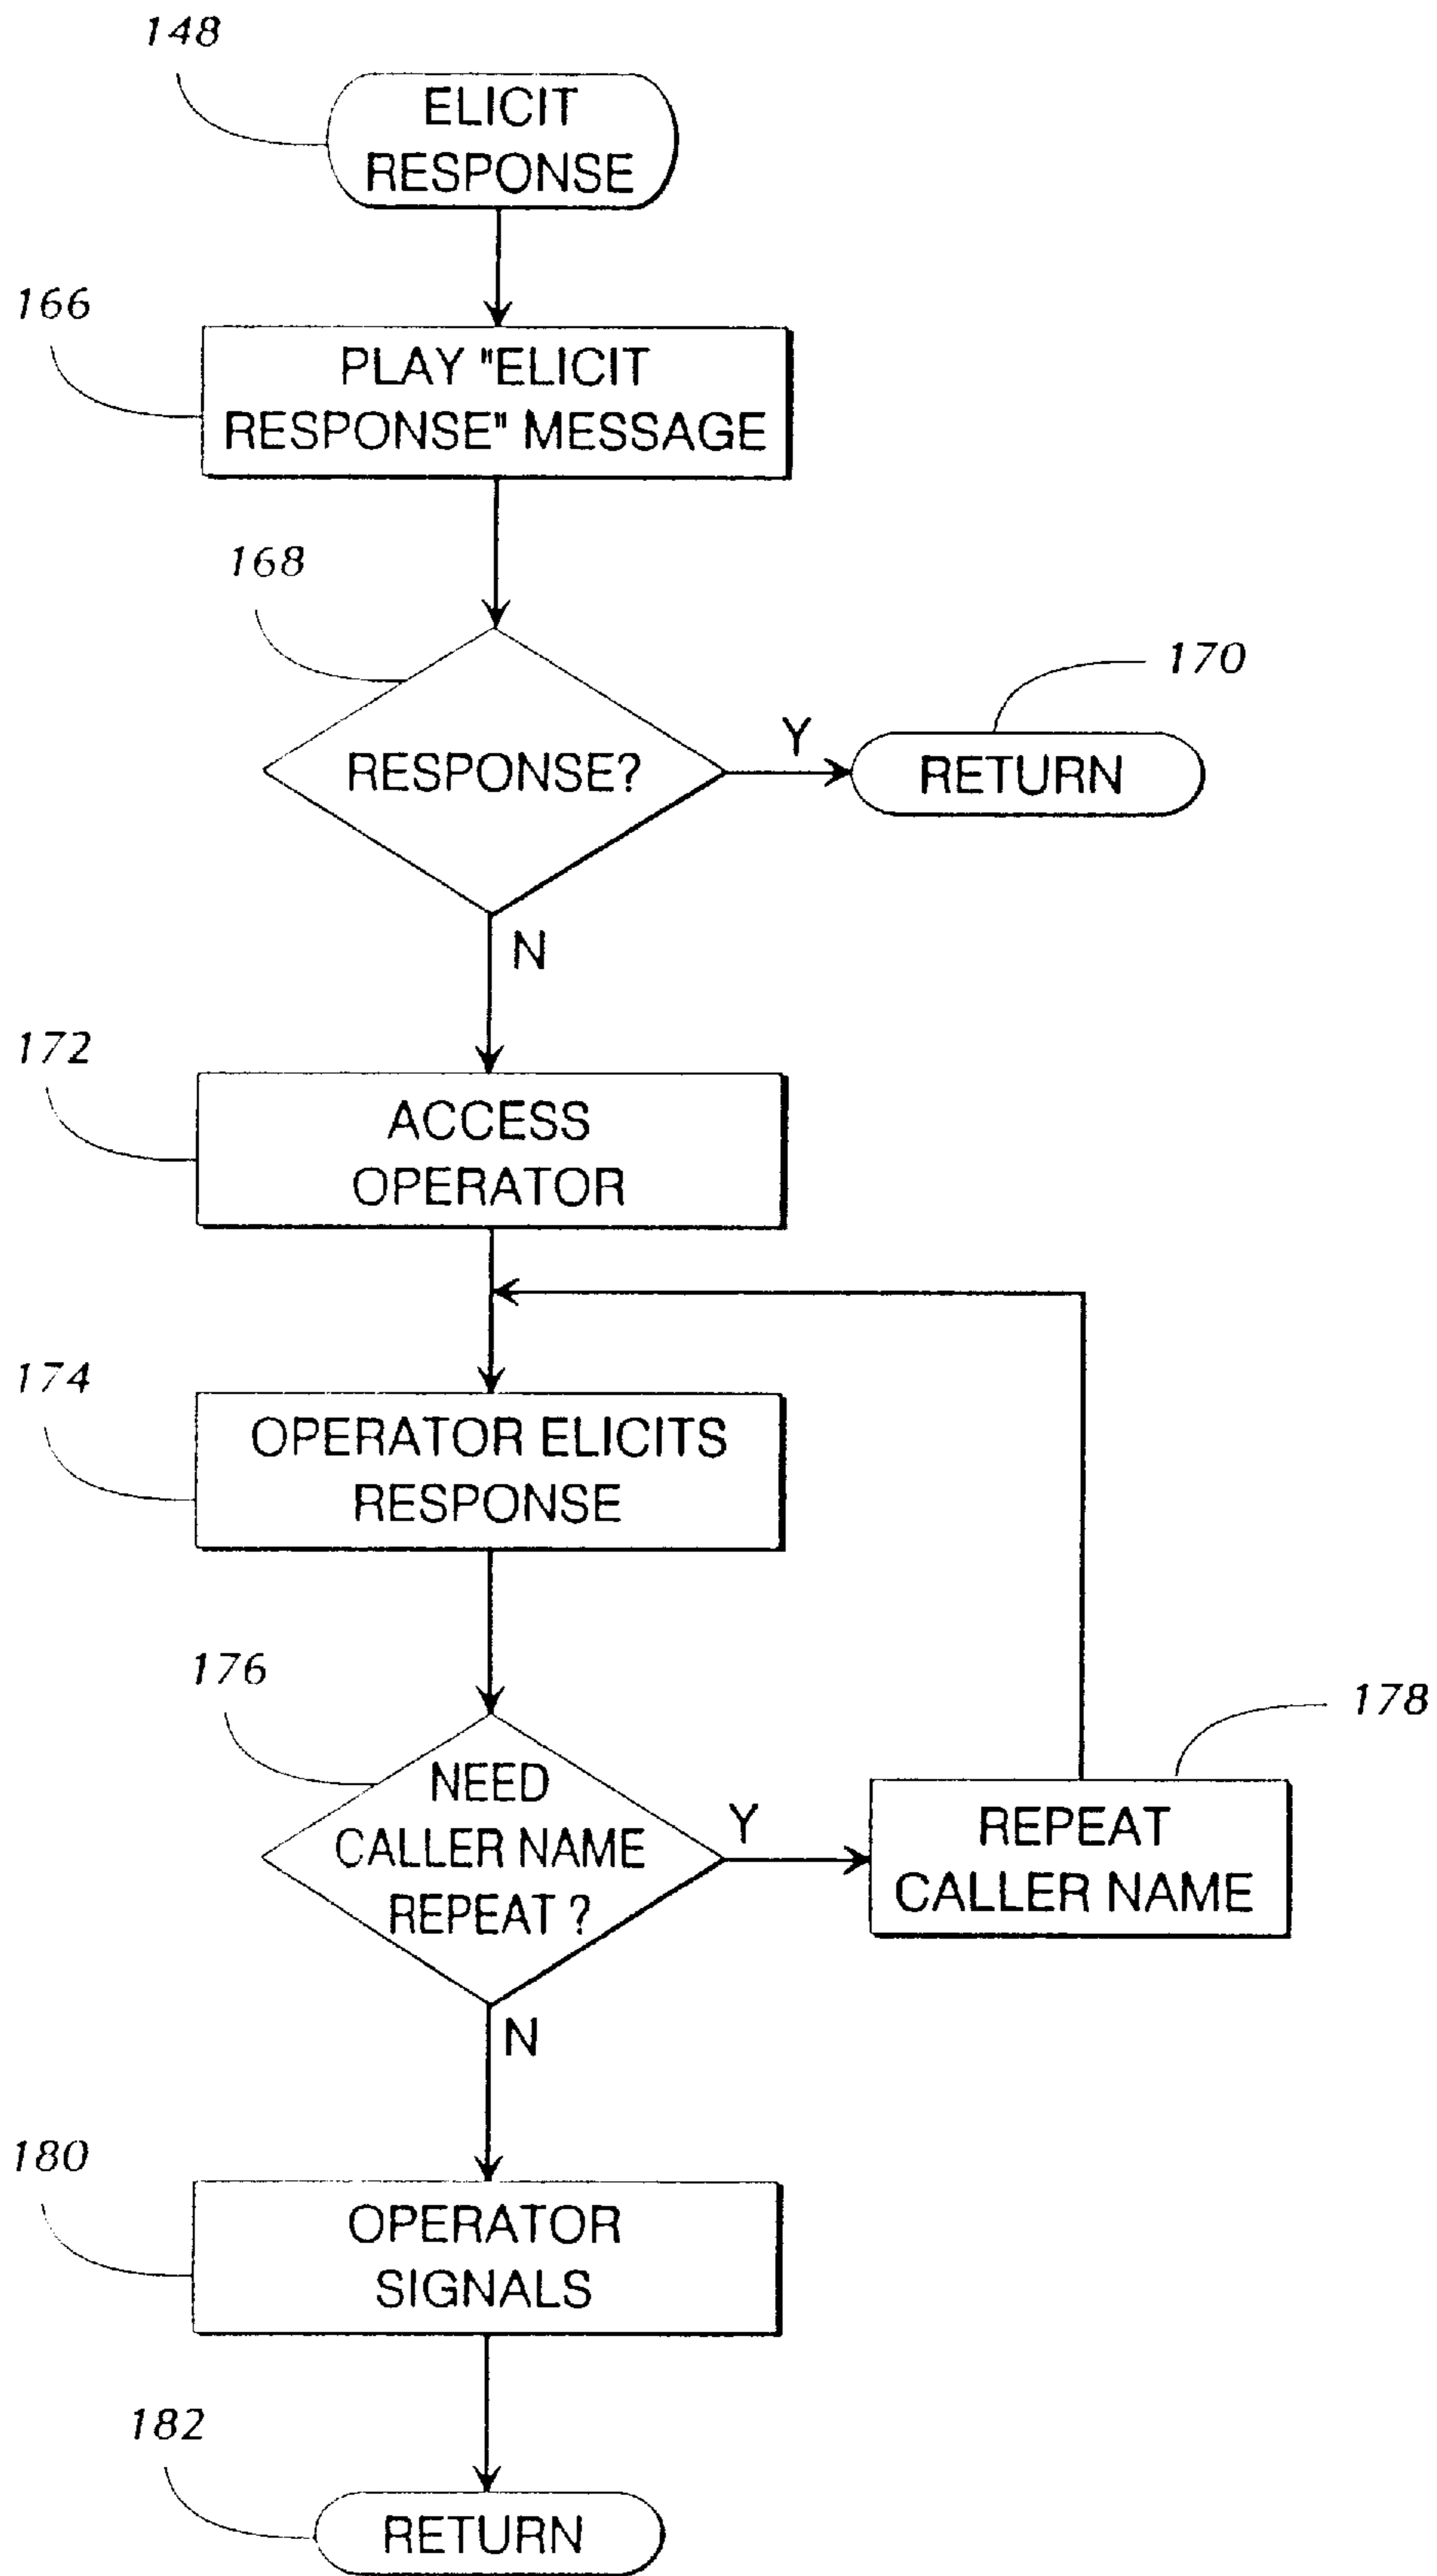 148
ELICIT
RESPONSE
166
PLAY "ELICIT
RESPONSE" MESSAGE
168
RESPONSE?
Y
170
RETURN
N
172
ACCESS
OPERATOR
174
OPERATOR ELICITS
RESPONSE
176
NEED
CALLER NAME
REPEAT ?
Y
178
REPEAT
CALLER NAME
N
180
OPERATOR
SIGNALS
182
RETURN